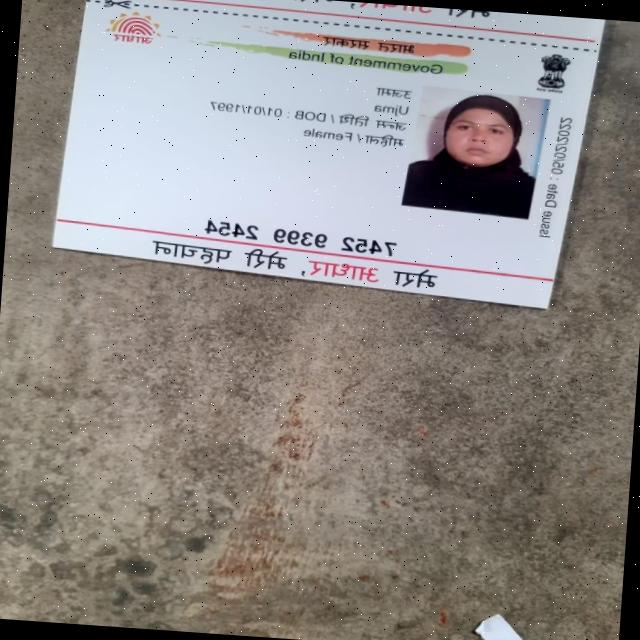 भारत सरकार
Government of India
आधार
उजमा
Ujma
जन्म तिथि / DOB : 01/01/1997
महिला / Female
Issue Date : 05/02/2022
7452 9399 2454
मेरा आधार, मेरी पहचान